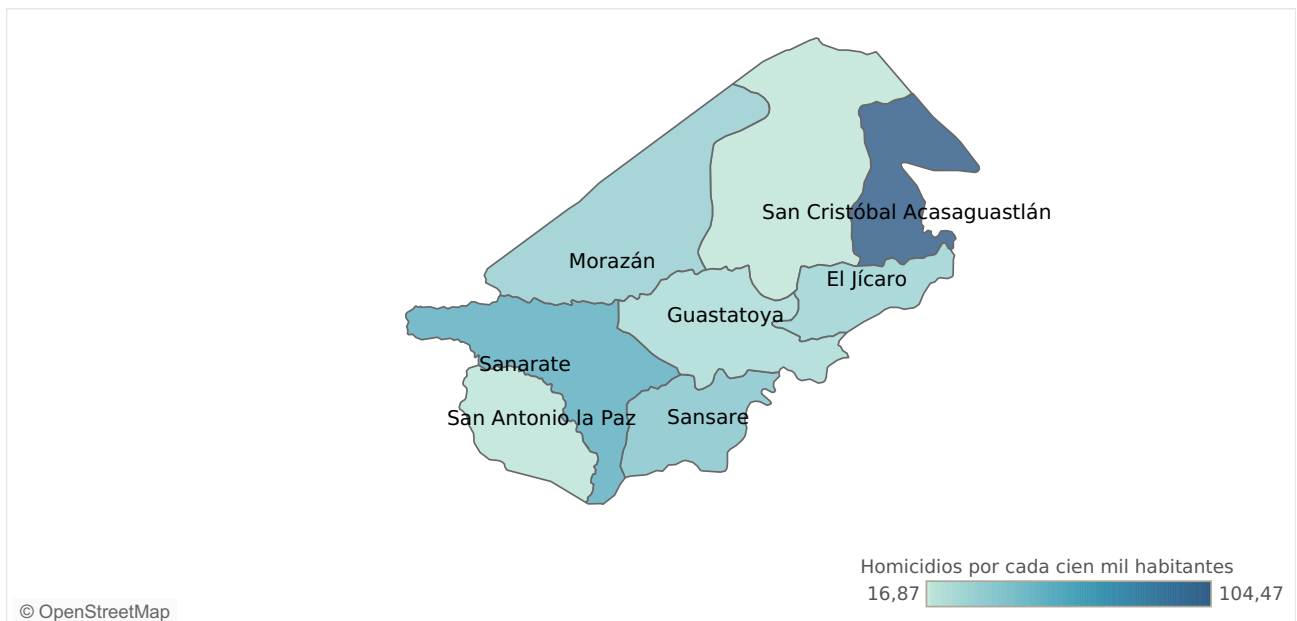 San Cristóbal Acasaguastlán
Morazán
El Jícaro
Guastatoya
Sanarate
San Antonio la Paz
Sansare
Homicidios por cada cien mil habitantes
16,87
104,47
© OpenStreetMap